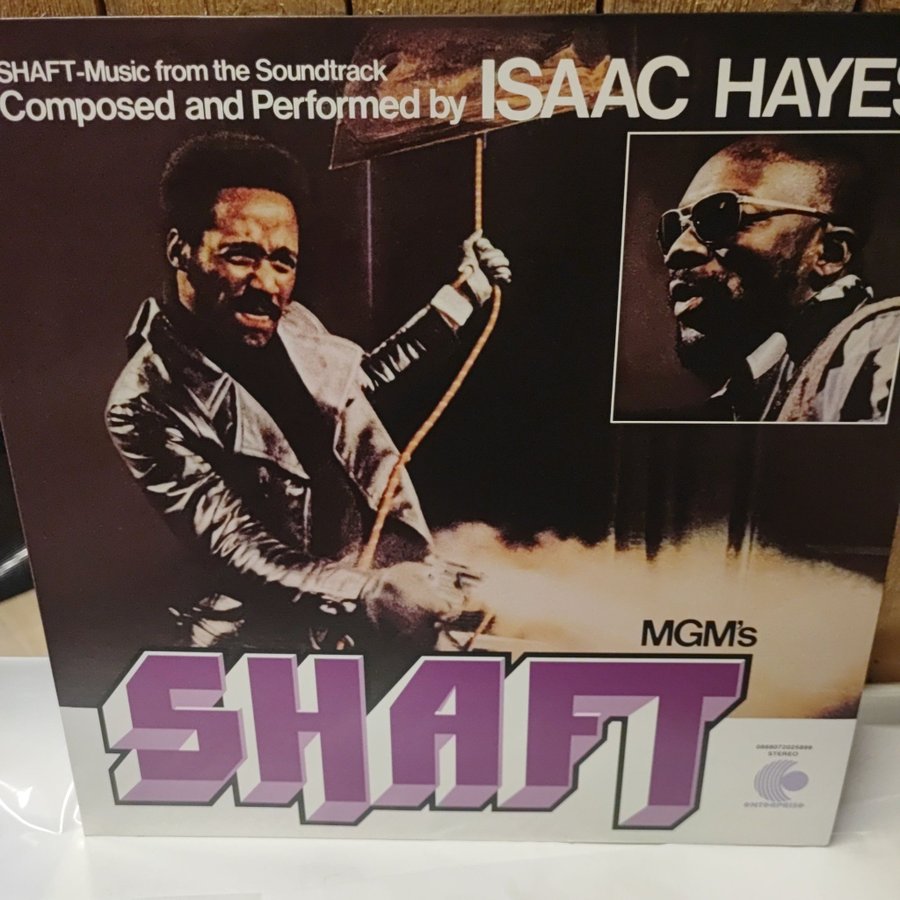 SHAFT-Music from the Soundtrack
Composed and Performed by ISAAC HAYES
MGM's
SHAFT
STEREO
enterprise